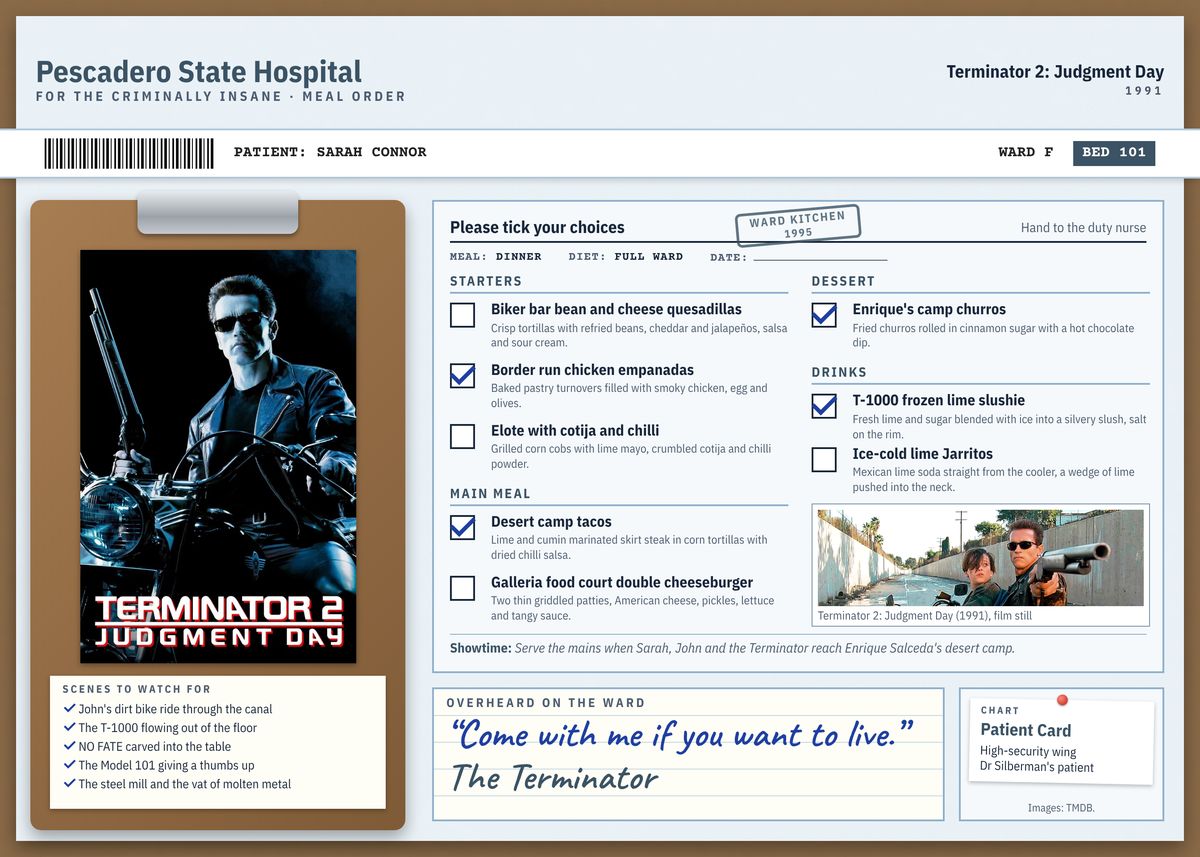 Pescadero State Hospital
FOR THE CRIMINALLY INSANE · MEAL ORDER
Terminator 2: Judgment Day
1991
PATIENT: SARAH CONNOR
WARD F
BED 101
TERMINATOR 2
JUDGMENT DAY
SCENES TO WATCH FOR
John's dirt bike ride through the canal
The T-1000 flowing out of the floor
NO FATE carved into the table
The Model 101 giving a thumbs up
The steel mill and the vat of molten metal
Please tick your choices
WARD KITCHEN
1995
Hand to the duty nurse
MEAL: DINNER DIET: FULL WARD DATE:
STARTERS
Biker bar bean and cheese quesadillas
Crisp tortillas with refried beans, cheddar and jalapeños, salsa
and sour cream.
Border run chicken empanadas
Baked pastry turnovers filled with smoky chicken, egg and
olives.
Elote with cotija and chilli
Grilled corn cobs with lime mayo, crumbled cotija and chilli
powder.
MAIN MEAL
Desert camp tacos
Lime and cumin marinated skirt steak in corn tortillas with
dried chilli salsa.
Galleria food court double cheeseburger
Two thin griddled patties, American cheese, pickles, lettuce
and tangy sauce.
DESSERT
Enrique's camp churros
Fried churros rolled in cinnamon sugar with a hot chocolate
dip.
DRINKS
T-1000 frozen lime slushie
Fresh lime and sugar blended with ice into a silvery slush, salt
on the rim.
Ice-cold lime Jarritos
Mexican lime soda straight from the cooler, a wedge of lime
pushed into the neck.
Terminator 2: Judgment Day (1991), film still
Showtime: Serve the mains when Sarah, John and the Terminator reach Enrique Salceda's desert camp.
OVERHEARD ON THE WARD
“Come with me if you want to live.”
The Terminator
CHART
Patient Card
High-security wing
Dr Silberman's patient
Images: TMDB.